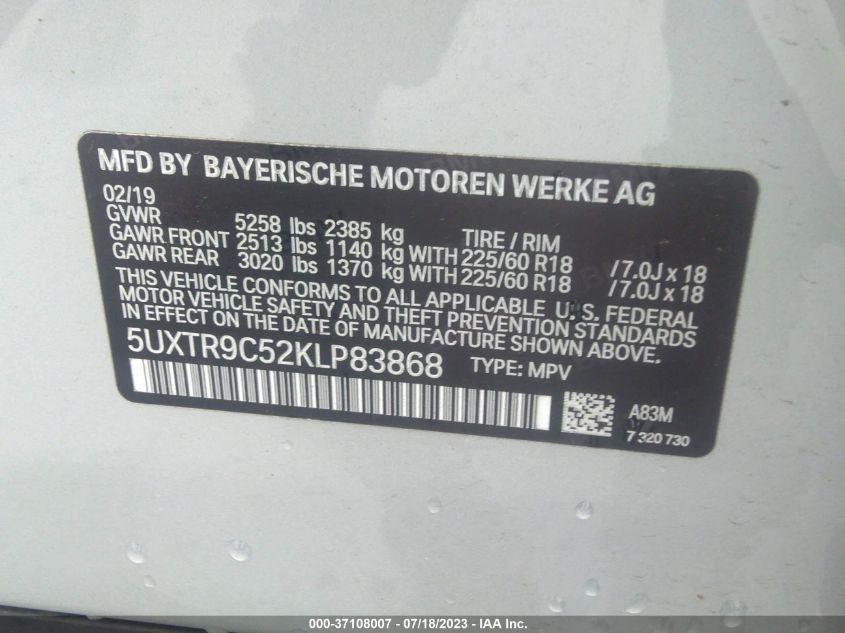 MFD BY BAYERISCHE MOTOREN WERKE AG
02/19
GVWR 5258 lbs 2385 kg TIRE / RIM
GAWR FRONT 2513 lbs 1140 kg WITH 225/60 R18 /7.0J x 18
GAWR REAR 3020 lbs 1370 kg WITH 225/60 R18 /7.0J x 18
THIS VEHICLE CONFORMS TO ALL APPLICABLE U.S. FEDERAL
MOTOR VEHICLE SAFETY AND THEFT PREVENTION STANDARDS
IN EFFECT ON THE DATE OF MANUFACTURE SHOWN ABOVE.
5UXTR9C52KLP83868 TYPE: MPV
A83M
7 320 730
000-37108007 - 07/18/2023 - IAA Inc.